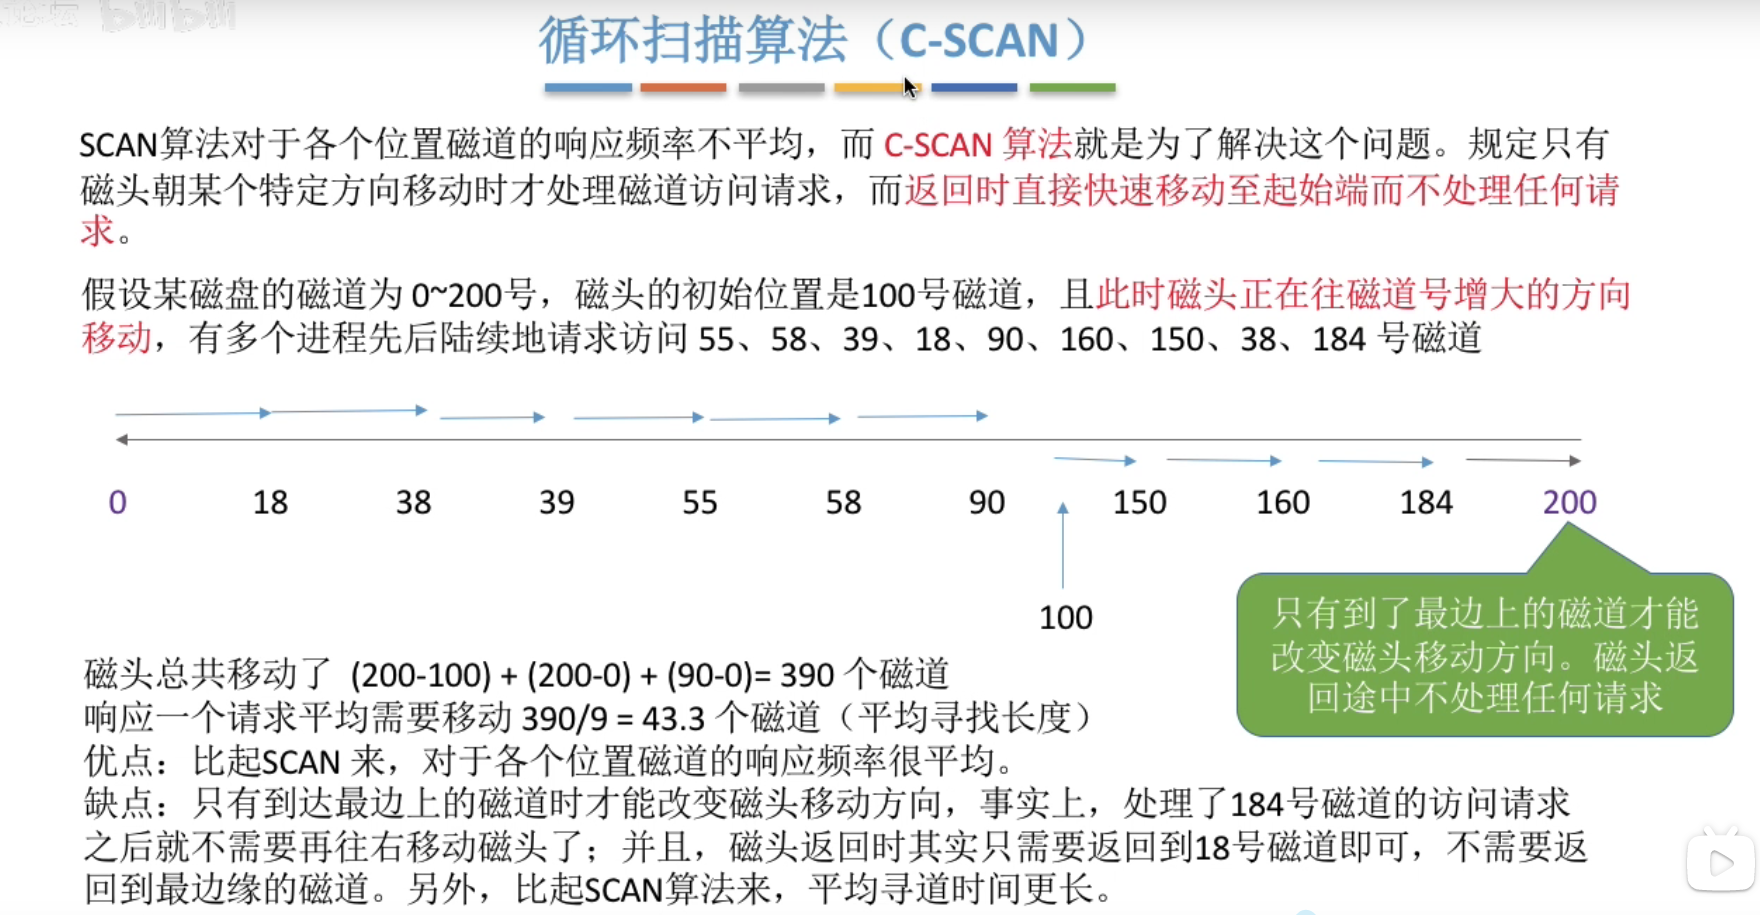 循环扫描算法（C-SCAN）
SCAN算法对于各个位置磁道的响应频率不平均，而 C-SCAN 算法就是为了解决这个问题。规定只有
磁头朝某个特定方向移动时才处理磁道访问请求，而返回时直接快速移动至起始端而不处理任何请
求。
假设某磁盘的磁道为 0~200号，磁头的初始位置是100号磁道，且此时磁头正在往磁道号增大的方向
移动，有多个进程先后陆续地请求访问 55、58、39、18、90、160、150、38、184 号磁道
0 18 38 39 55 58 90 150 160 184 200
100
只有到了最边上的磁道才能
改变磁头移动方向。磁头返
回途中不处理任何请求
磁头总共移动了 (200-100) + (200-0) + (90-0)= 390 个磁道
响应一个请求平均需要移动 390/9 = 43.3 个磁道（平均寻找长度）
优点：比起SCAN 来，对于各个位置磁道的响应频率很平均。
缺点：只有到达最边上的磁道时才能改变磁头移动方向，事实上，处理了184号磁道的访问请求
之后就不需要再往右移动磁头了；并且，磁头返回时其实只需要返回到18号磁道即可，不需要返
回到最边缘的磁道。另外，比起SCAN算法来，平均寻道时间更长。